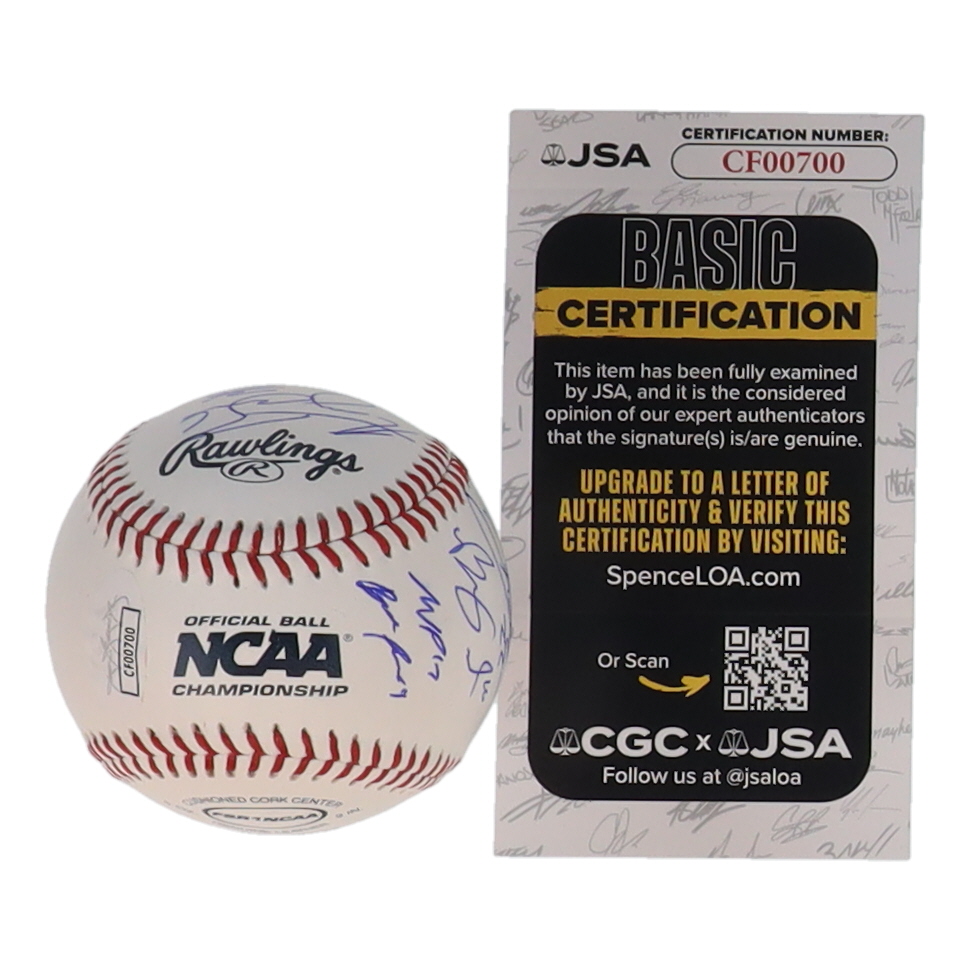 Rawlings
R
OFFICIAL BALL
NCAA®
CHAMPIONSHIP
CF00700
CUSHIONED CORK CENTER
FSR1NCAA
JSA
CERTIFICATION NUMBER:
CF00700
BASIC
CERTIFICATION
This item has been fully examined
by JSA, and it is the considered
opinion of our expert authenticators
that the signature(s) is/are genuine.
UPGRADE TO A LETTER OF
AUTHENTICITY & VERIFY THIS
CERTIFICATION BY VISITING:
SpenceLOA.com
Or Scan
CGC x JSA
Follow us at @jsaloa